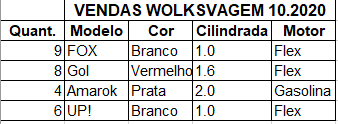 VENDAS WOLKSVAGEM 10.2020
Quant. Modelo Cor Cilindrada Motor
9 FOX Branco 1.0 Flex
8 Gol Vermelho 1.6 Flex
4 Amarok Prata 2.0 Gasolina
6 UP! Branco 1.0 Flex